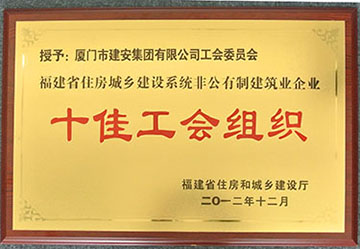 授予：厦门市建安集团有限公司工会委员会
福建省住房城乡建设系统非公有制建筑业企业
十佳工会组织
福建省住房和城乡建设厅
二〇一二年十二月